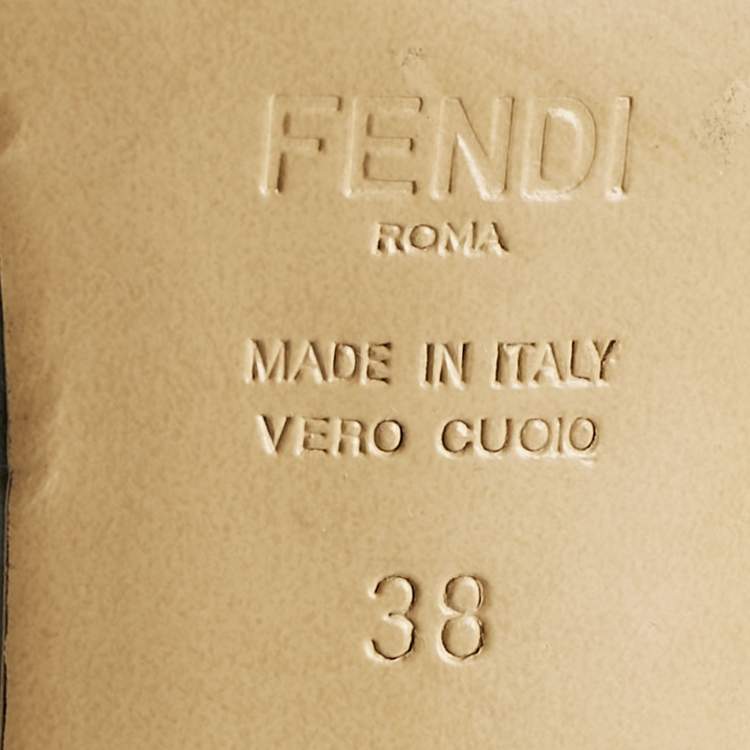 FENDI
ROMA
MADE IN ITALY
VERO CUOIO
38